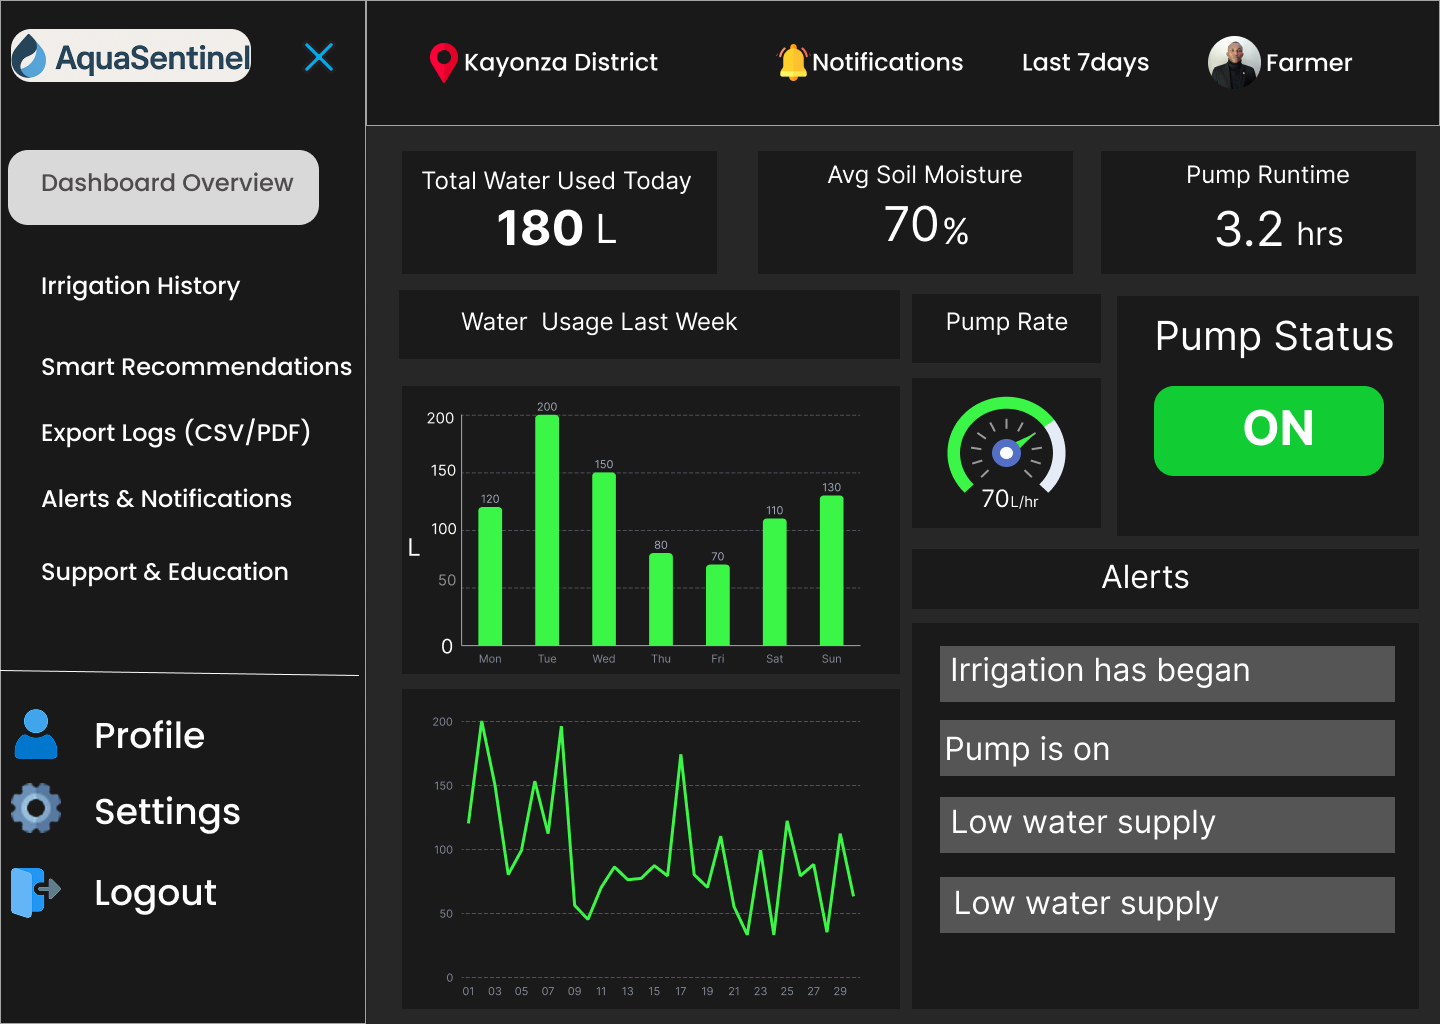 AquaSentinel
Kayonza District
Notifications
Last 7days
Farmer
Dashboard Overview
Irrigation History
Smart Recommendations
Export Logs (CSV/PDF)
Alerts & Notifications
Support & Education
Profile
Settings
Logout
Total Water Used Today
180 L
Avg Soil Moisture
70%
Pump Runtime
3.2 hrs
Water Usage Last Week
L
200
150
100
50
0
120
200
150
80
70
110
130
Mon Tue Wed Thu Fri Sat Sun
200
150
100
50
0
01 03 05 07 09 11 13 15 17 19 21 23 25 27 29
Pump Rate
70L/hr
Pump Status
ON
Alerts
Irrigation has began
Pump is on
Low water supply
Low water supply